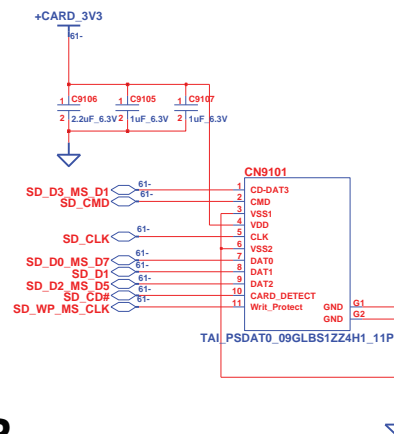 +CARD_3V3
61-
1 C9106 1 C9105 1 C9107
2 2.2uF_6.3V 2 1uF_6.3V 2 1uF_6.3V
CN9101
SD_D3_MS_D1 61- 1 CD-DAT3
SD_CMD 61- 2 CMD
3 VSS1
4 VDD
SD_CLK 61- 5 CLK
6 VSS2
SD_D0_MS_D7 61- 7 DAT0
SD_D1 61- 8 DAT1
SD_D2_MS_D5 61- 9 DAT2
SD_CD# 61- 10 CARD_DETECT
SD_WP_MS_CLK 61- 11 Writ_Protect GND G1
GND G2
TAI_PSDAT0_09GLBS1ZZ4H1_11P